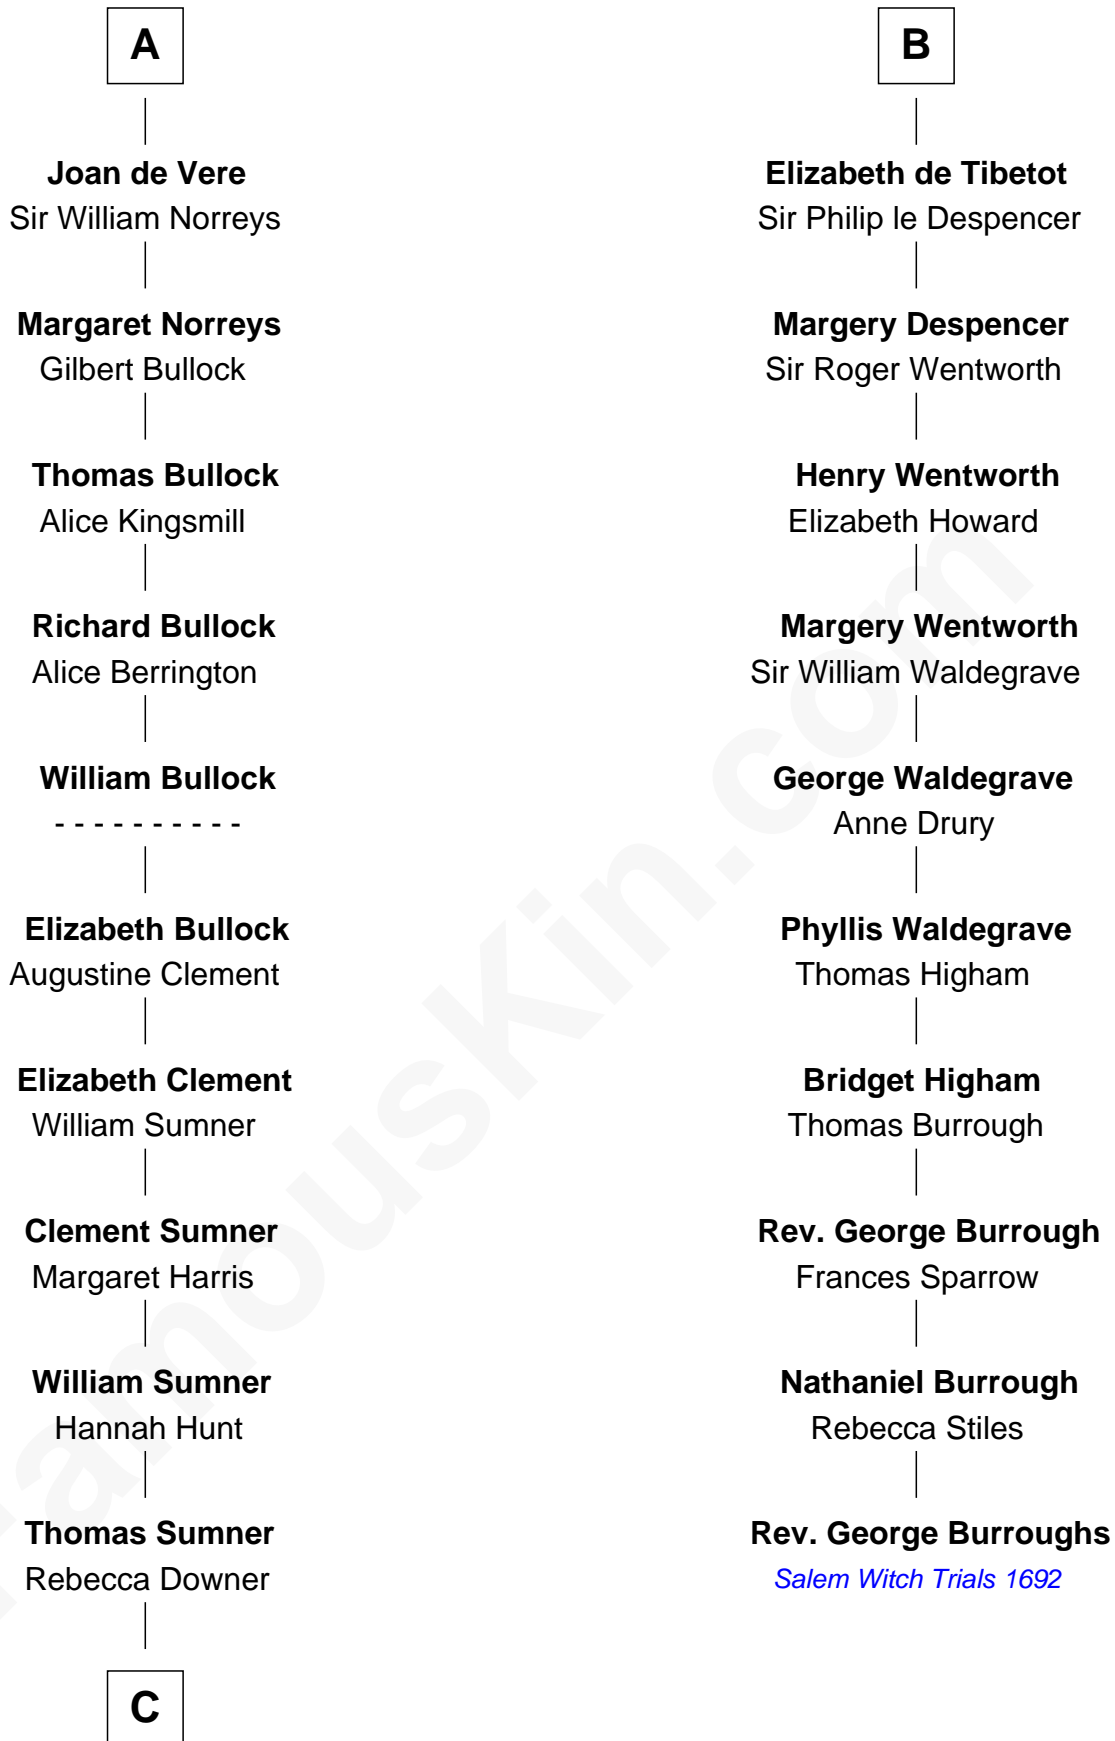 A
Joan de Vere
Sir William Norreys
Margaret Norreys
Gilbert Bullock
Thomas Bullock
Alice Kingsmill
Richard Bullock
Alice Berrington
William Bullock
- - - - - - - - - -
Elizabeth Bullock
Augustine Clement
Elizabeth Clement
William Sumner
Clement Sumner
Margaret Harris
William Sumner
Hannah Hunt
Thomas Sumner
Rebecca Downer
C
B
Elizabeth de Tibetot
Sir Philip le Despencer
Margery Despencer
Sir Roger Wentworth
Henry Wentworth
Elizabeth Howard
Margery Wentworth
Sir William Waldegrave
George Waldegrave
Anne Drury
Phyllis Waldegrave
Thomas Higham
Bridget Higham
Thomas Burrough
Rev. George Burrough
Frances Sparrow
Nathaniel Burrough
Rebecca Stiles
Rev. George Burroughs
Salem Witch Trials 1692
FamousKin.com